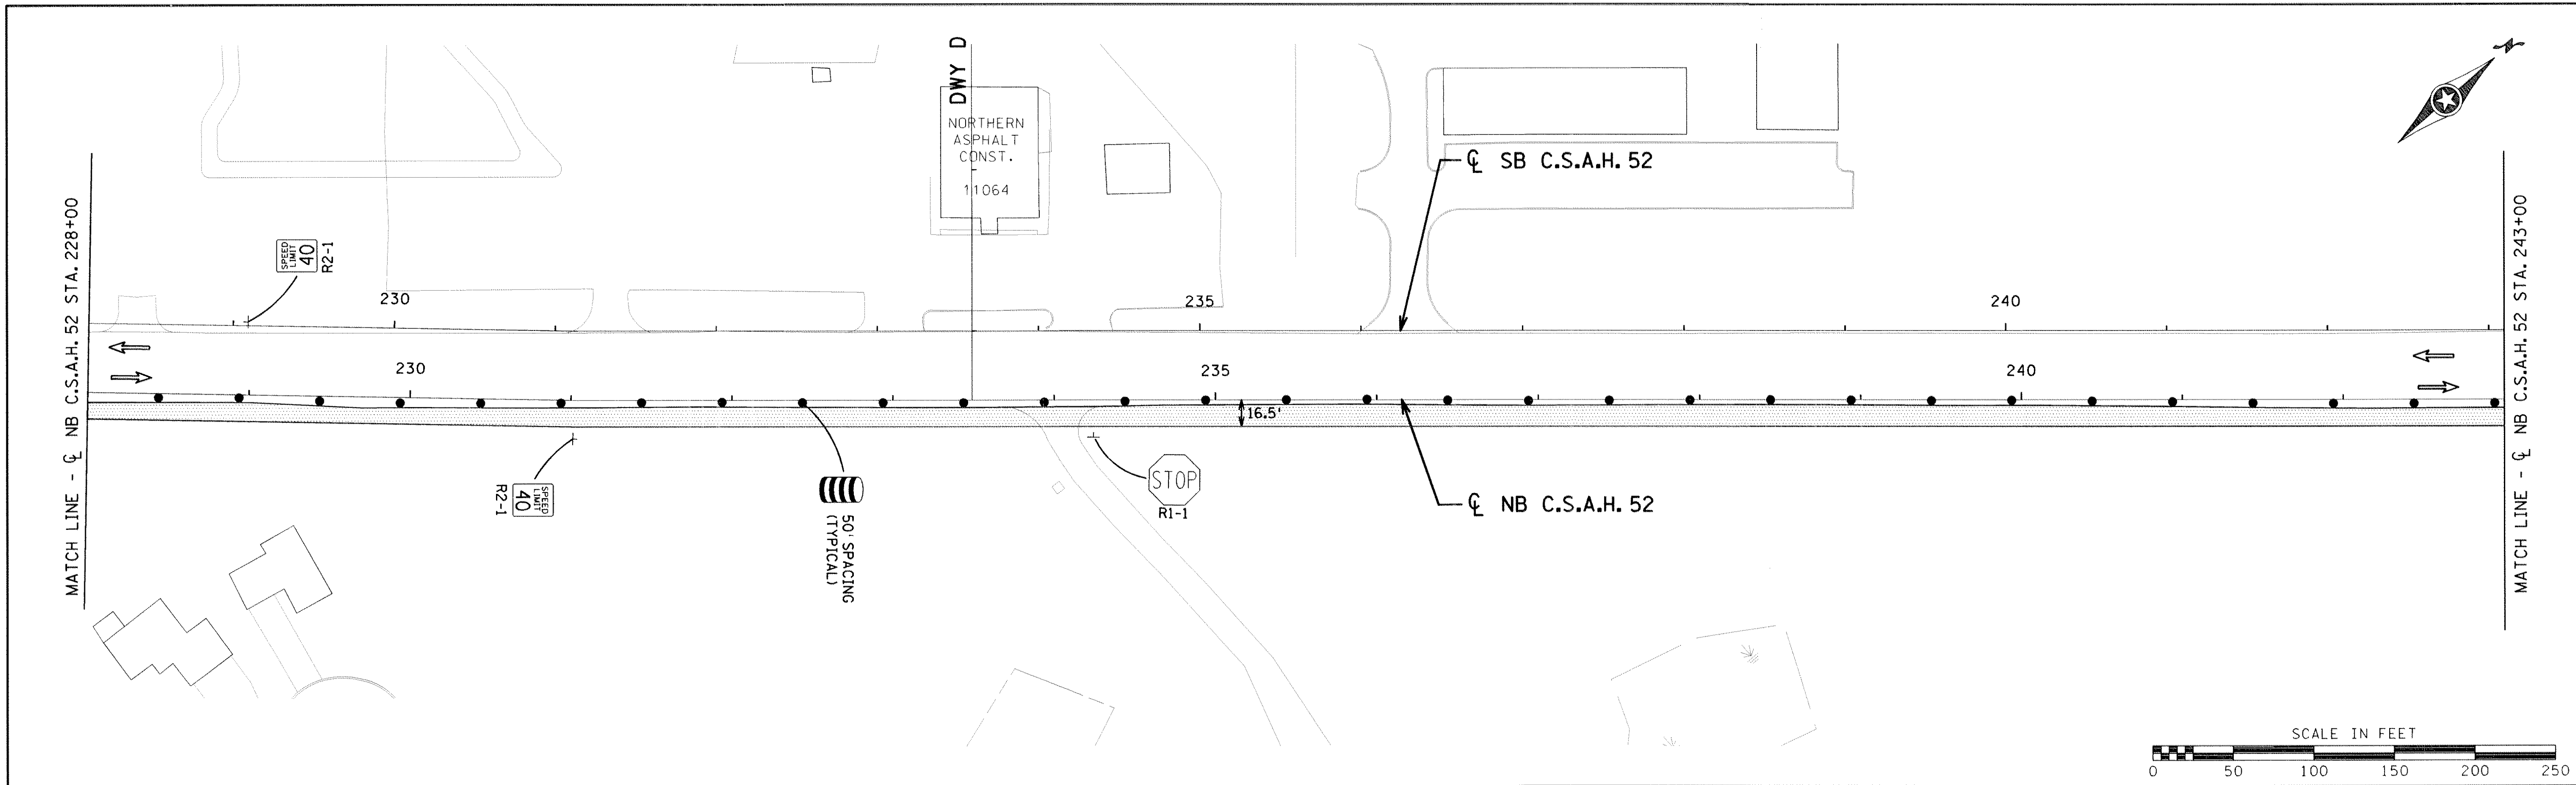 DWY D
NORTHERN
ASPHALT
CONST.
-
11064
N
℄ SB C.S.A.H. 52
MATCH LINE - ℄ NB C.S.A.H. 52 STA. 228+00
SPEED
LIMIT
40
R2-1
230
235
240
230
235
240
16.5'
SPEED
LIMIT
40
R2-1
50' SPACING
(TYPICAL)
STOP
R1-1
℄ NB C.S.A.H. 52
MATCH LINE - ℄ NB C.S.A.H. 52 STA. 243+00
SCALE IN FEET
0 50 100 150 200 250